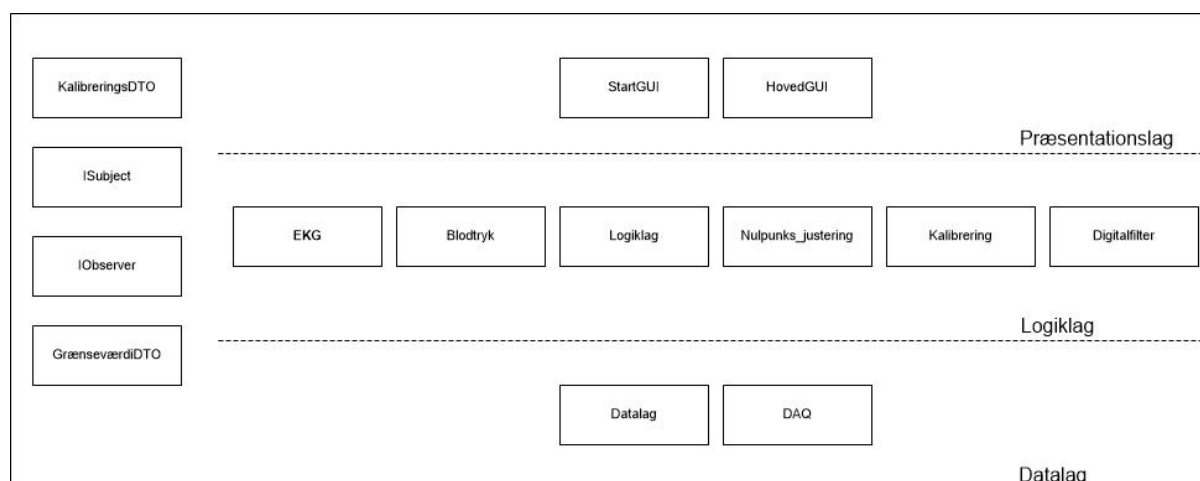 KalibreringsDTO
StartGUI
HovedGUI
Præsentationslag
ISubject
EKG
Blodtryk
Logiklag
Nulpunks_justering
Kalibrering
Digitalfilter
IObserver
Logiklag
GrænseværdiDTO
Datalag
DAQ
Datalag